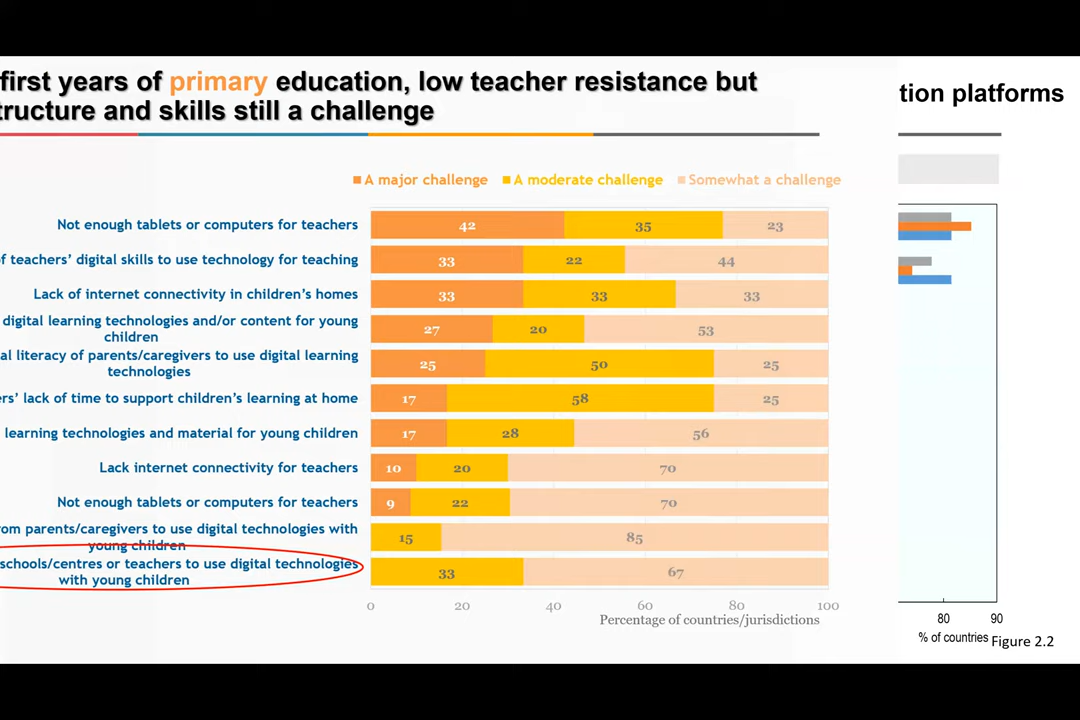 first years of primary education, low teacher resistance but
tion platforms
and skills still a challenge
A major challenge A moderate challenge Somewhat a challenge
Not enough tablets or computers for teachers 42 35 23
teachers’ digital skills to use technology for teaching 33 22 44
Lack of internet connectivity in children’s homes 33 33 33
digital learning technologies and/or content for young
children
27 20 53
literacy of parents/caregivers to use digital learning
technologies
25 50 25
lack of time to support children’s learning at home 17 58 25
learning technologies and material for young children 17 28 56
Lack internet connectivity for teachers 10 20 70
Not enough tablets or computers for teachers 9 22 70
parents/caregivers to use digital technologies with
young children
15 85
schools/centres or teachers to use digital technologies
with young children
33 67
0 20 40 60 80 100
Percentage of countries/jurisdictions
80 90
% of countries
Figure 2.2